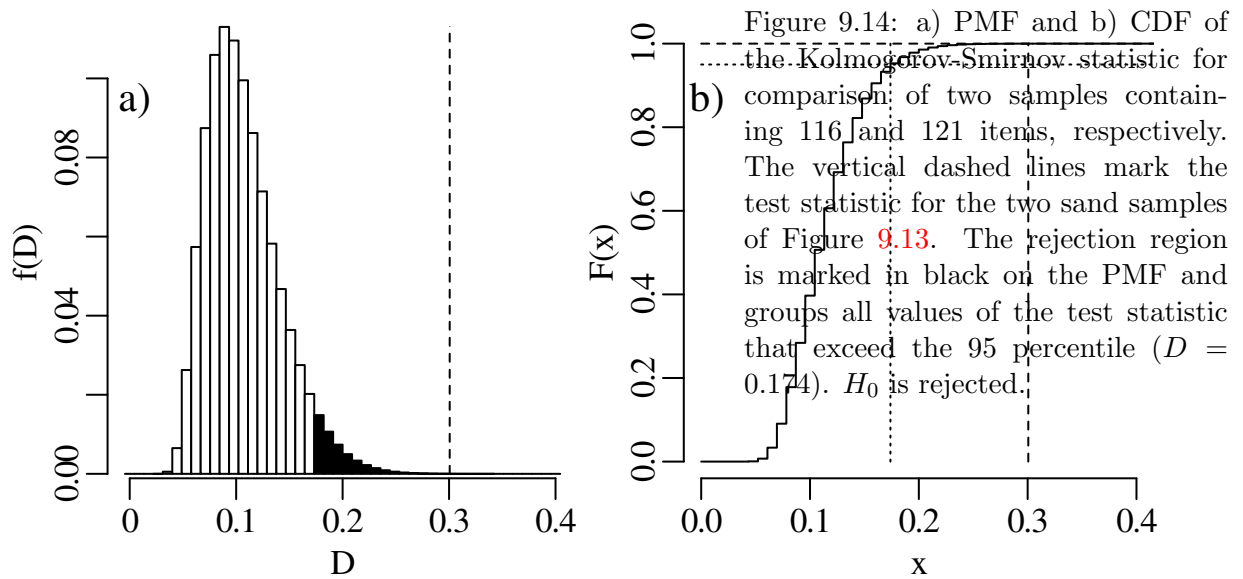 a)
f(D)
0.00
0.04
0.08
0
0.1
0.2
0.3
0.4
D
b)
F(x)
0.0
0.2
0.4
0.6
0.8
1.0
0.0
0.1
0.2
0.3
0.4
x
Figure 9.14: a) PMF and b) CDF of
the Kolmogorov-Smirnov statistic for
comparison of two samples contain-
ing 116 and 121 items, respectively.
The vertical dashed lines mark the
test statistic for the two sand samples
of Figure 9.13. The rejection region
is marked in black on the PMF and
groups all values of the test statistic
that exceed the 95 percentile (D =
0.174). H₀ is rejected.